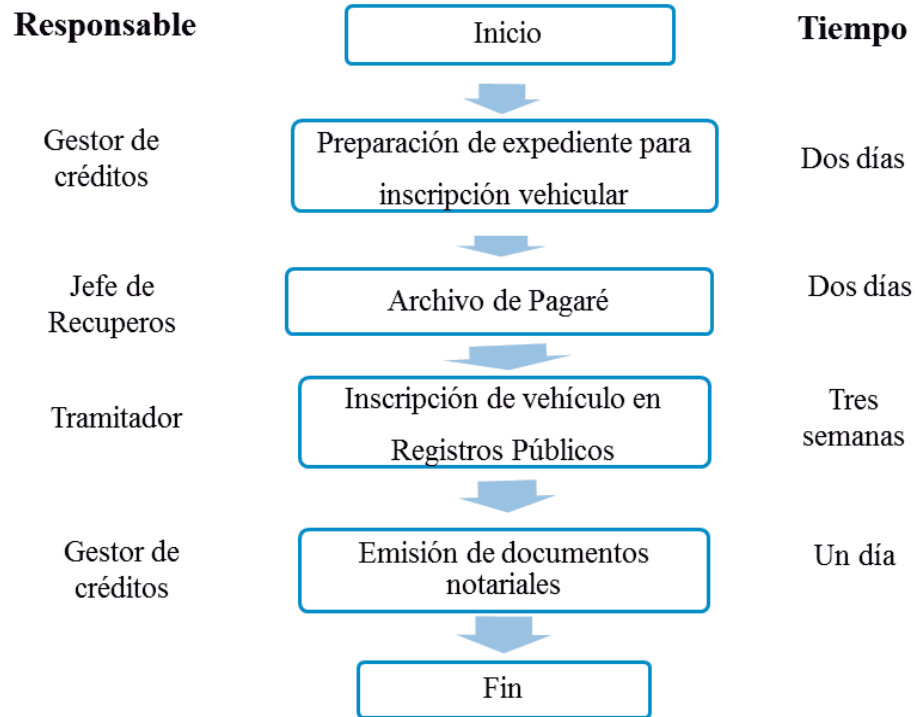 Responsable
Inicio
Tiempo
Gestor de
créditos
Preparación de expediente para
inscripción vehicular
Dos días
Jefe de
Recuperos
Archivo de Pagaré
Dos días
Tramitador
Inscripción de vehículo en
Registros Públicos
Tres
semanas
Gestor de
créditos
Emisión de documentos
notariales
Un día
Fin